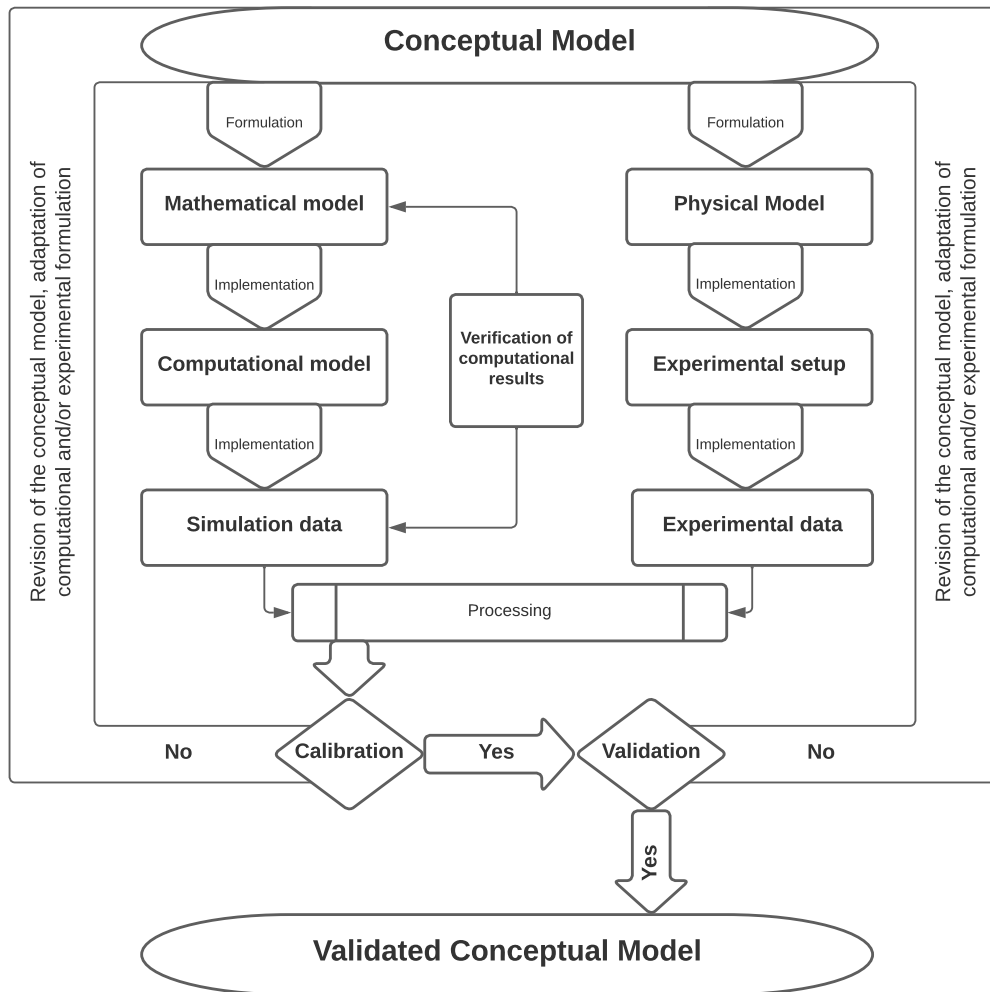 Conceptual Model
Formulation
Formulation
Revision of the conceptual model, adaptation of
computational and/or experimental formulation
Mathematical model
Physical Model
Revision of the conceptual model, adaptation of
computational and/or experimental formulation
Implementation
Implementation
Verification of
computational
results
Computational model
Experimental setup
Implementation
Implementation
Simulation data
Experimental data
Processing
No
Calibration
Yes
Validation
No
Yes
Validated Conceptual Model